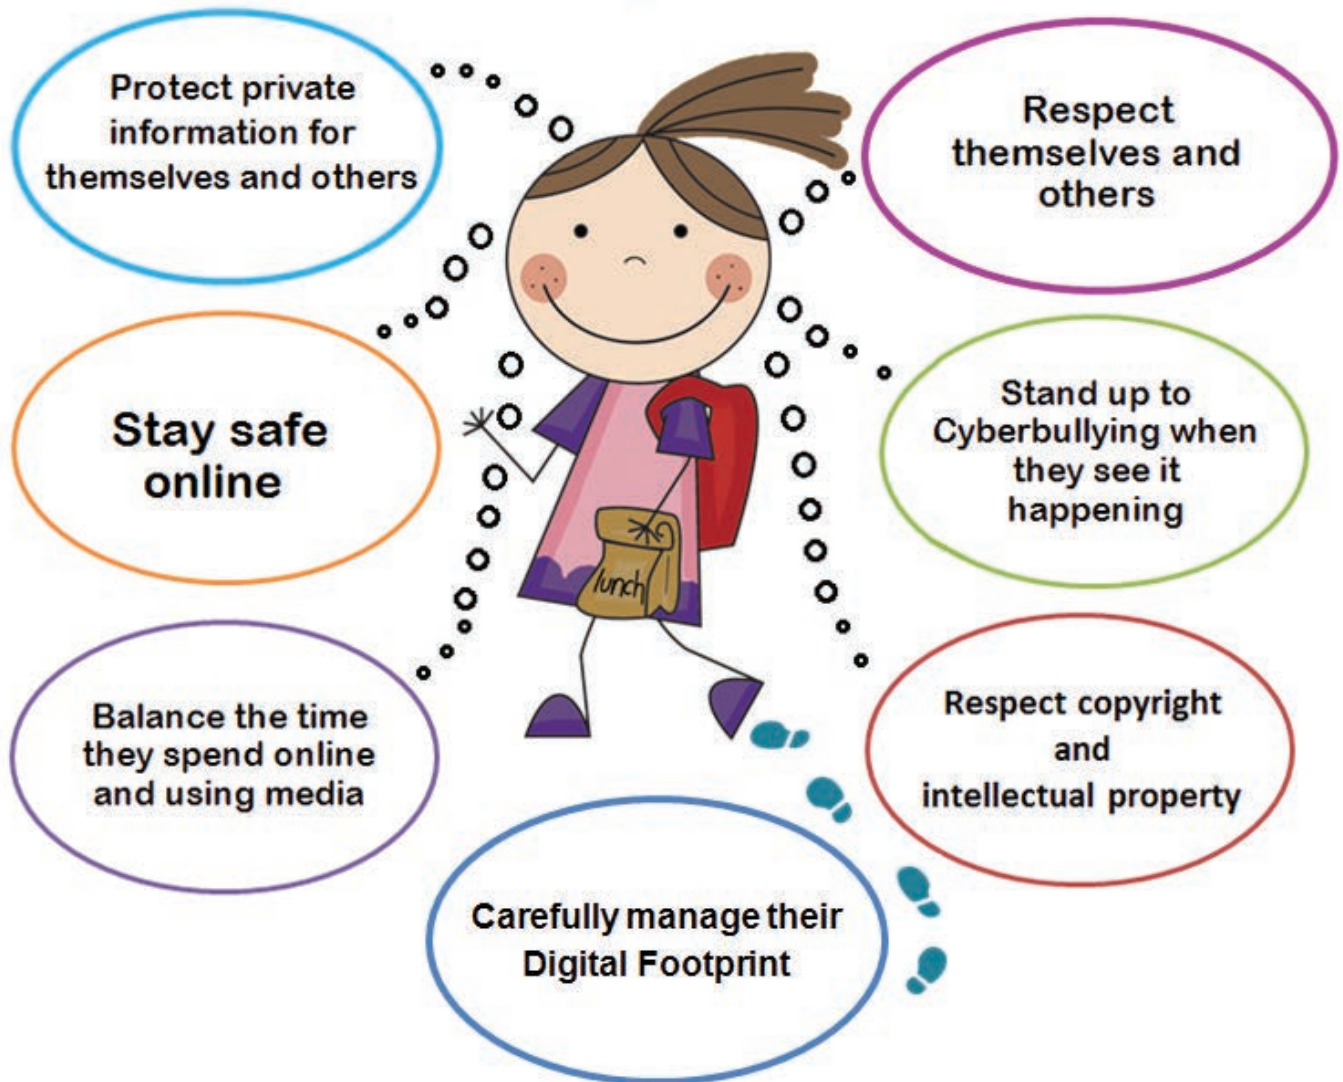 Protect private
information for
themselves and others
Respect
themselves and
others
Stay safe
online
Stand up to
Cyberbullying when
they see it
happening
lunch
Balance the time
they spend online
and using media
Respect copyright
and
intellectual property
Carefully manage their
Digital Footprint